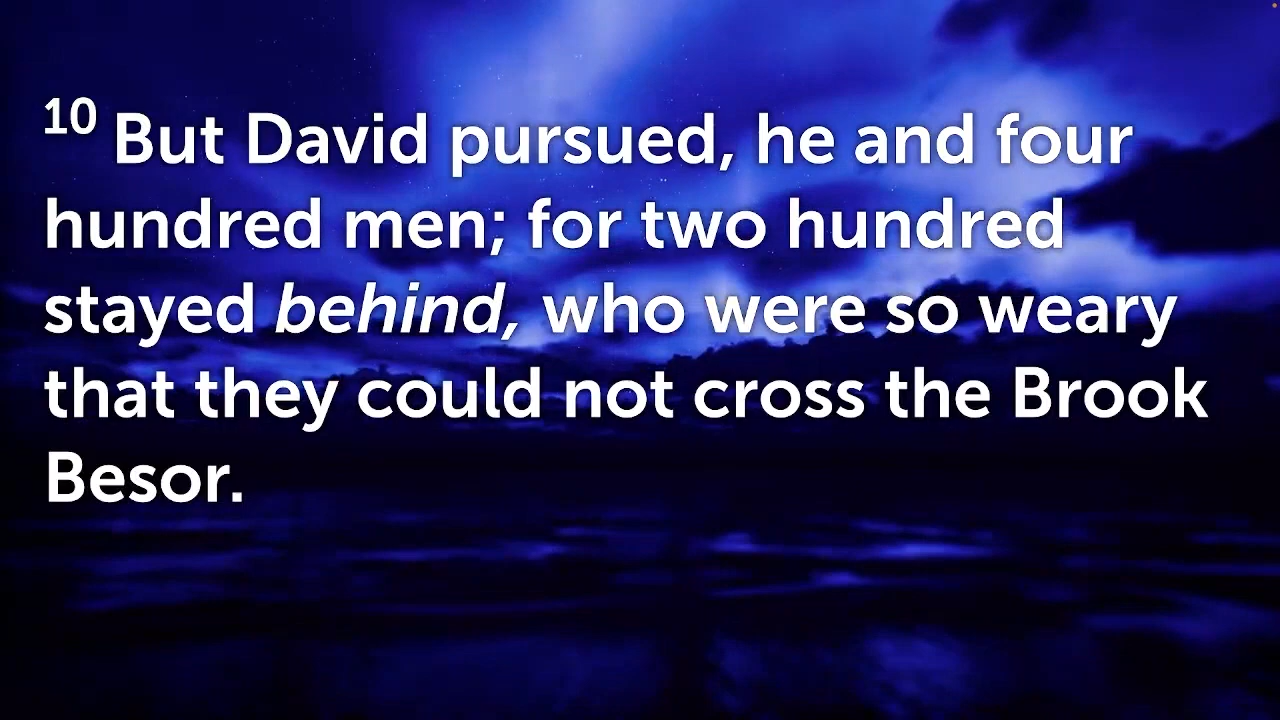 10 But David pursued, he and four
hundred men; for two hundred
stayed behind, who were so weary
that they could not cross the Brook
Besor.